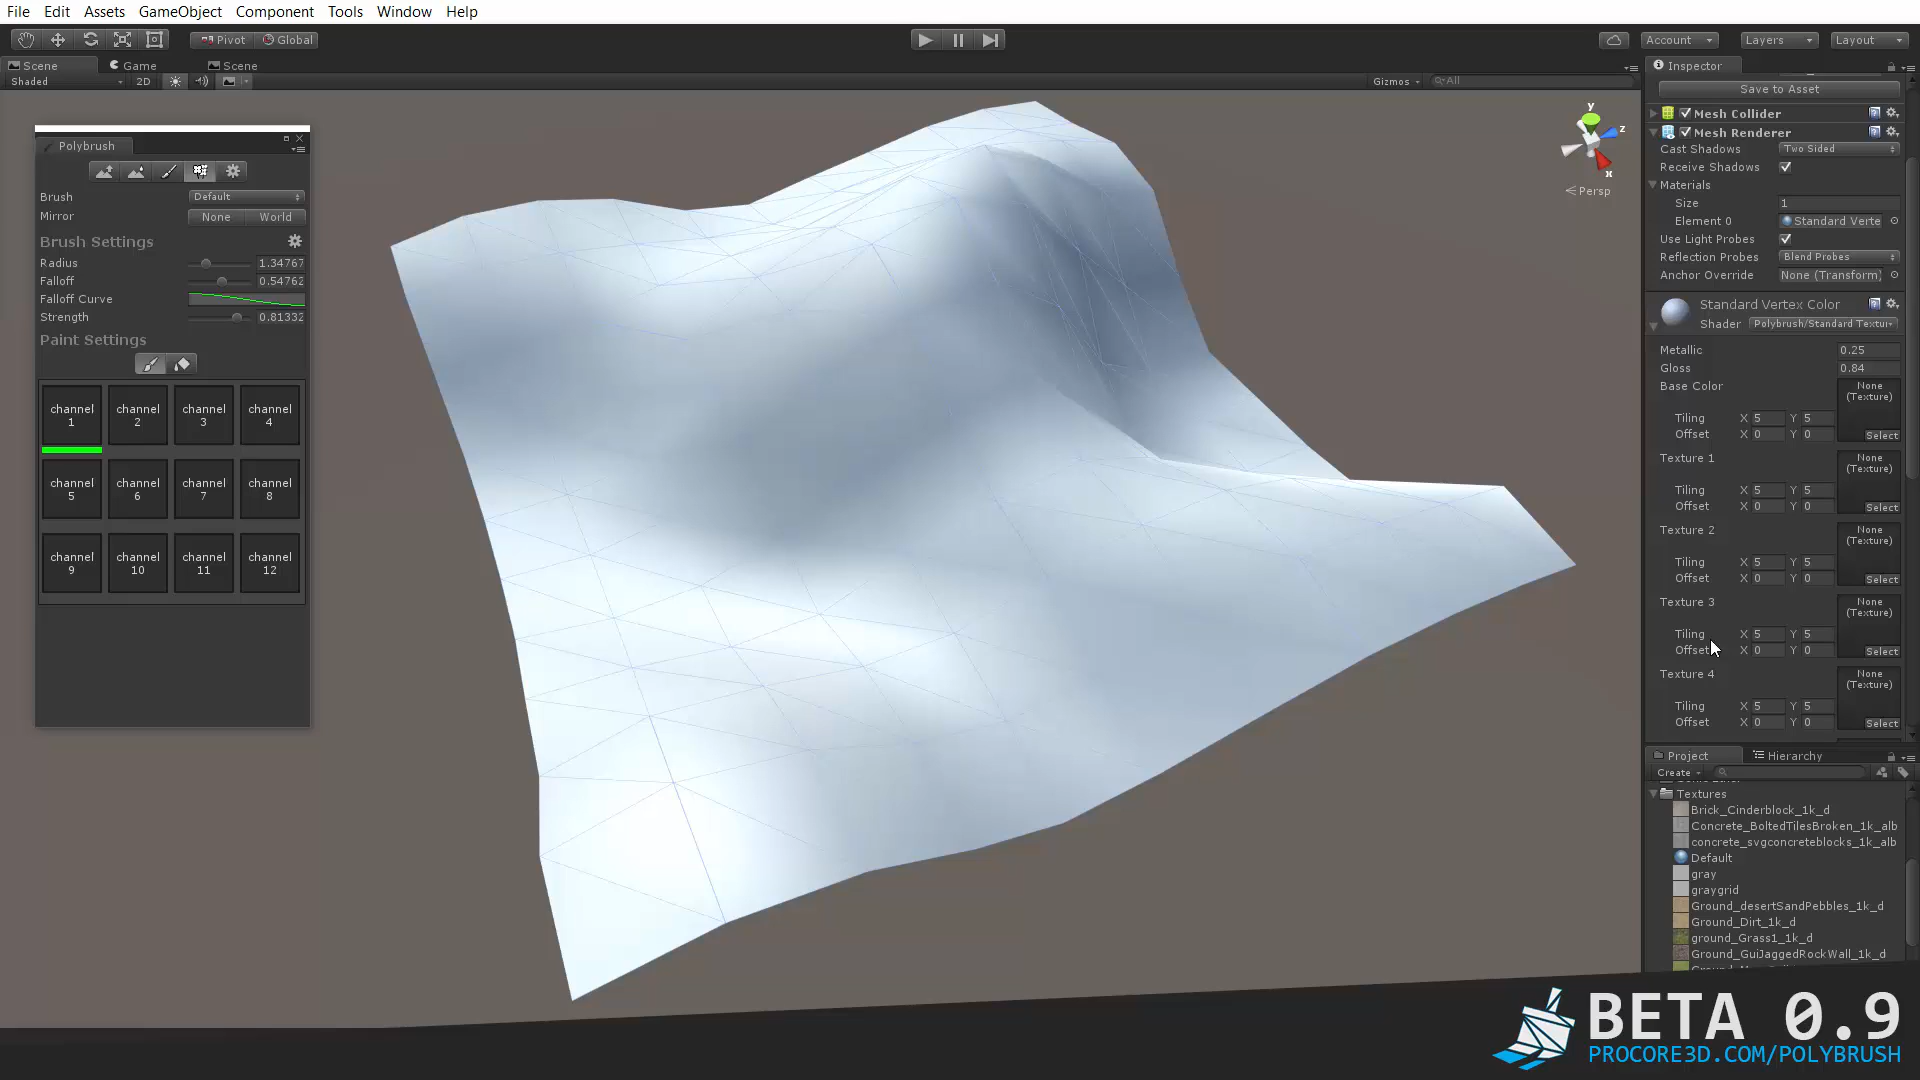 File Edit Assets GameObject Component Tools Window Help
Pivot Global
Account Layers Layout
Scene Game Scene
Shaded 2D Gizmos All
Polybrush
Brush Default
Mirror None World
Brush Settings
Radius 1.34767
Falloff 0.54762
Falloff Curve
Strength 0.81332
Paint Settings
channel 1 channel 2 channel 3 channel 4
channel 5 channel 6 channel 7 channel 8
channel 9 channel 10 channel 11 channel 12
y
z
x
Persp
Inspector
Save to Asset
Mesh Collider
Mesh Renderer
Cast Shadows Two Sided
Receive Shadows
Materials
Size 1
Element 0 Standard Verte
Use Light Probes
Reflection Probes Blend Probes
Anchor Override None (Transform)
Standard Vertex Color
Shader Polybrush/Standard Textur
Metallic 0.25
Gloss 0.84
Base Color None (Texture)
Tiling X 5 Y 5
Offset X 0 Y 0 Select
Texture 1 None (Texture)
Tiling X 5 Y 5
Offset X 0 Y 0 Select
Texture 2 None (Texture)
Tiling X 5 Y 5
Offset X 0 Y 0 Select
Texture 3 None (Texture)
Tiling X 5 Y 5
Offset X 0 Y 0 Select
Texture 4 None (Texture)
Tiling X 5 Y 5
Offset X 0 Y 0 Select
Project Hierarchy
Create
Textures
Brick_Cinderblock_1k_d
Concrete_BoltedTilesBroken_1k_alb
concrete_svgconcreteblocks_1k_alb
Default
gray
graygrid
Ground_desertSandPebbles_1k_d
Ground_Dirt_1k_d
ground_Grass1_1k_d
Ground_GuiJaggedRockWall_1k_d
BETA 0.9
PROCORE3D.COM/POLYBRUSH